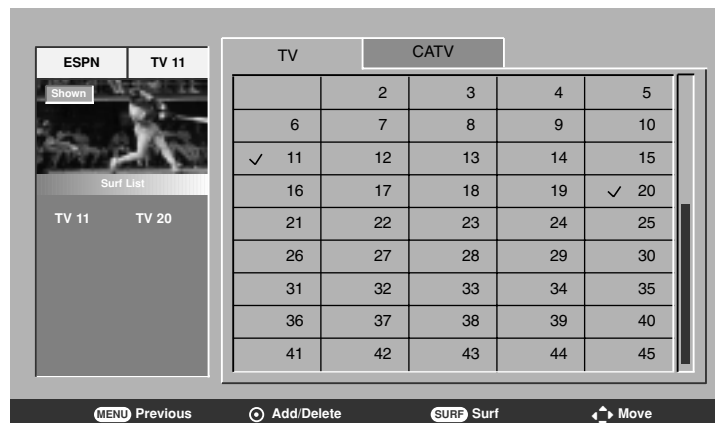 ESPN TV 11
Shown
Surf List
TV 11 TV 20
TV CATV
2 3 4 5
6 7 8 9 10
✓ 11 12 13 14 15
16 17 18 19 ✓ 20
21 22 23 24 25
26 27 28 29 30
31 32 33 34 35
36 37 38 39 40
41 42 43 44 45
MENU Previous Add/Delete SURF Surf Move